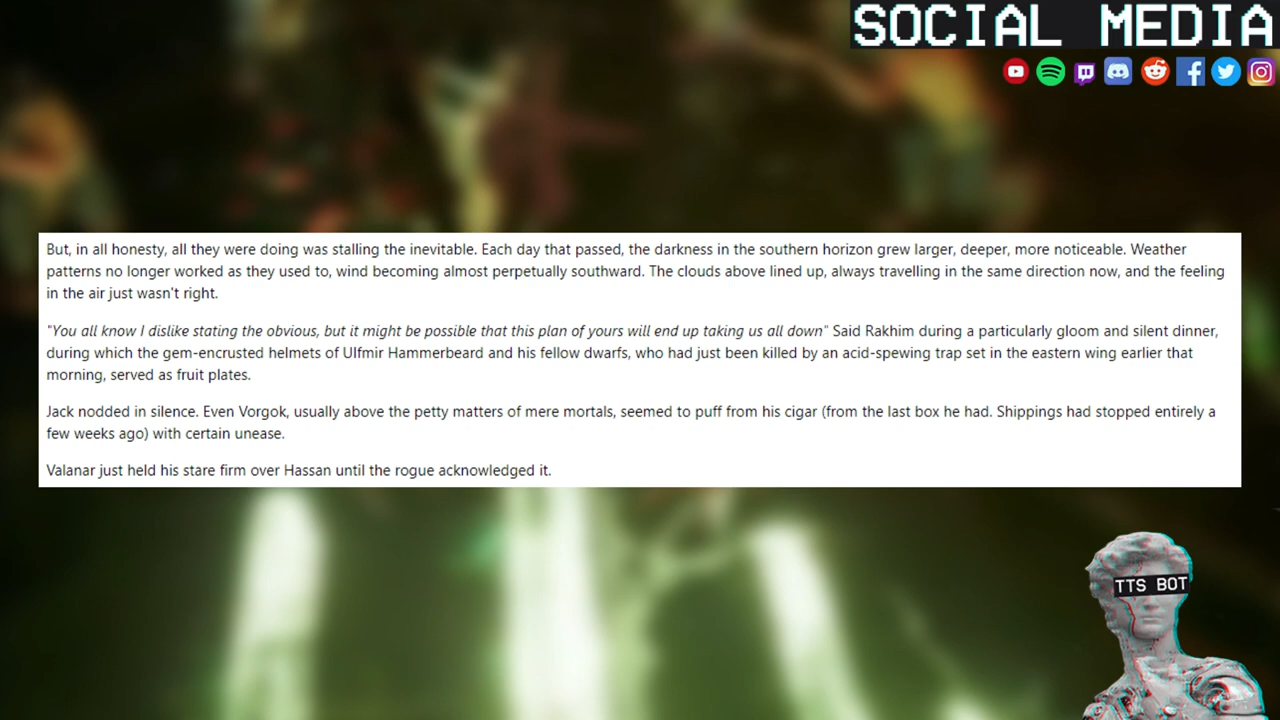 SOCIAL MEDIA
But, in all honesty, all they were doing was stalling the inevitable. Each day that passed, the darkness in the southern horizon grew larger, deeper, more noticeable. Weather
patterns no longer worked as they used to, wind becoming almost perpetually southward. The clouds above lined up, always travelling in the same direction now, and the feeling
in the air just wasn't right.
"You all know I dislike stating the obvious, but it might be possible that this plan of yours will end up taking us all down" Said Rakhim during a particularly gloom and silent dinner,
during which the gem-encrusted helmets of Ulfmir Hammerbeard and his fellow dwarfs, who had just been killed by an acid-spewing trap set in the eastern wing earlier that
morning, served as fruit plates.
Jack nodded in silence. Even Vorgok, usually above the petty matters of mere mortals, seemed to puff from his cigar (from the last box he had. Shippings had stopped entirely a
few weeks ago) with certain unease.
Valanar just held his stare firm over Hassan until the rogue acknowledged it.
TTS BOT